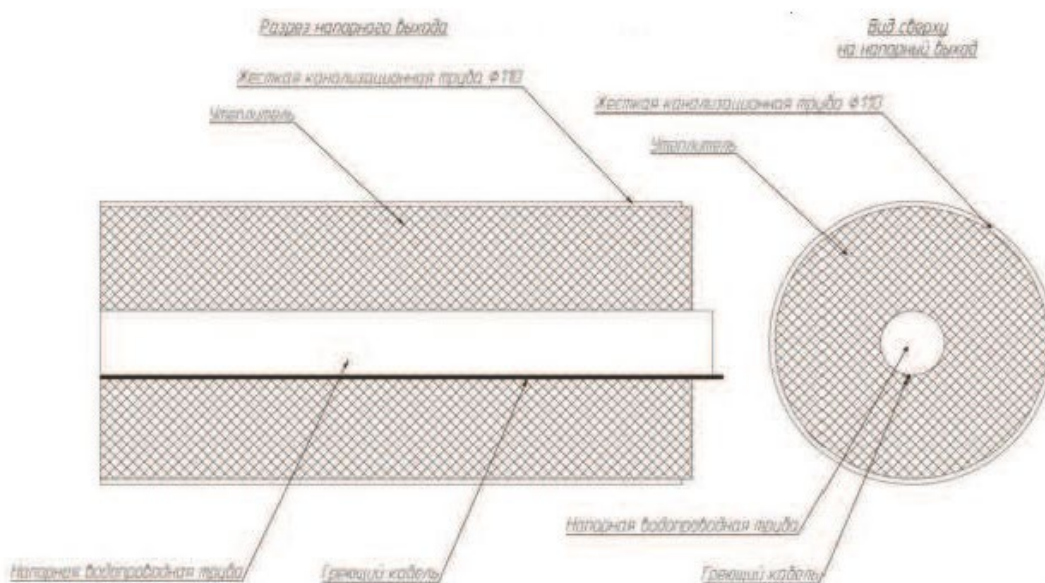 Разрез напорного выхода
Вид сверху
на напорный выход
Жесткая канализационная труба Ф110
Утеплитель
Жесткая канализационная труба Ф110
Утеплитель
Напорная водопроводная труба
Греющий кабель
Напорная водопроводная труба
Греющий кабель